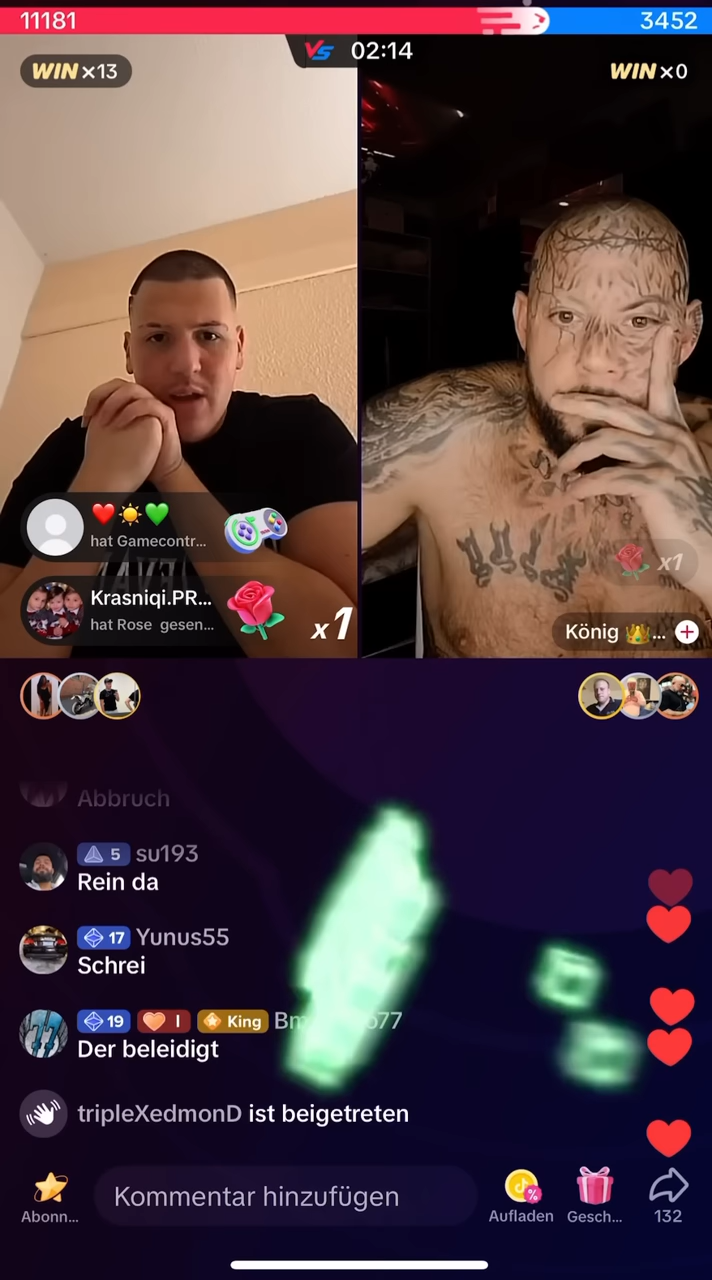 11181
3452
VS 02:14
WIN ×13
WIN ×0
hat Gamecontr...
Krasniqi.PR...
hat Rose gesen...
x1
x1
König 👑...
Abbruch
5 su193
Rein da
17 Yunus55
Schrei
19 I King
Der beleidigt
tripleXedmonD ist beigetreten
Abonn...
Kommentar hinzufügen
Aufladen
Gesch...
132